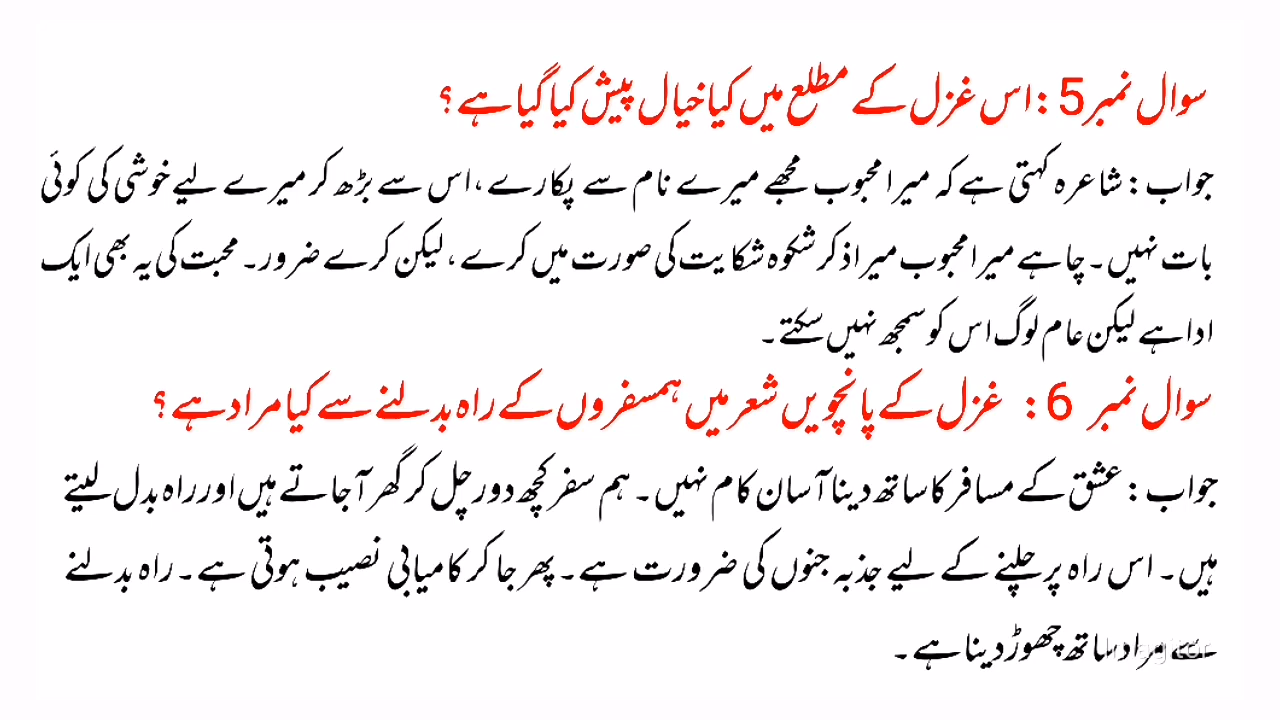 سوال نمبر5 :اس غزل کے مطلع میں کیا خیال پیش کیا گیا ہے ؟
جواب : شاعرہ کہتی ہے کہ میرا محبوب مجھے میرے نام سے پکارے ،اس سے بڑھ کر میرے لیے خوشی کی کوئی
بات نہیں ۔چاہے میرا محبوب میرا ذکر شکوہ شکایت کی صورت میں کرے ،لیکن کرے ضرور ۔ محبت کی یہ بھی ایک
ادا ہے لیکن عام لوگ اس کو سمجھ نہیں سکتے ۔
سوال نمبر 6 : غزل کے پانچویں شعر میں ہمسفروں کے راہ بدلنے سے کیا مراد ہے ؟
جواب : عشق کے مسافر کا ساتھ دینا آسان کام نہیں ۔ ہم سفر کچھ دور چل کر گھر آجاتے ہیں اور راہ بدل لیتے
ہیں ۔ اس راہ پر چلنے کے لیے جذبہ جنوں کی ضرورت ہے ۔ پھر جا کر کامیابی نصیب ہوتی ہے ۔ راہ بدلنے
سے مراد ساتھ چھوڑ دینا ہے ۔